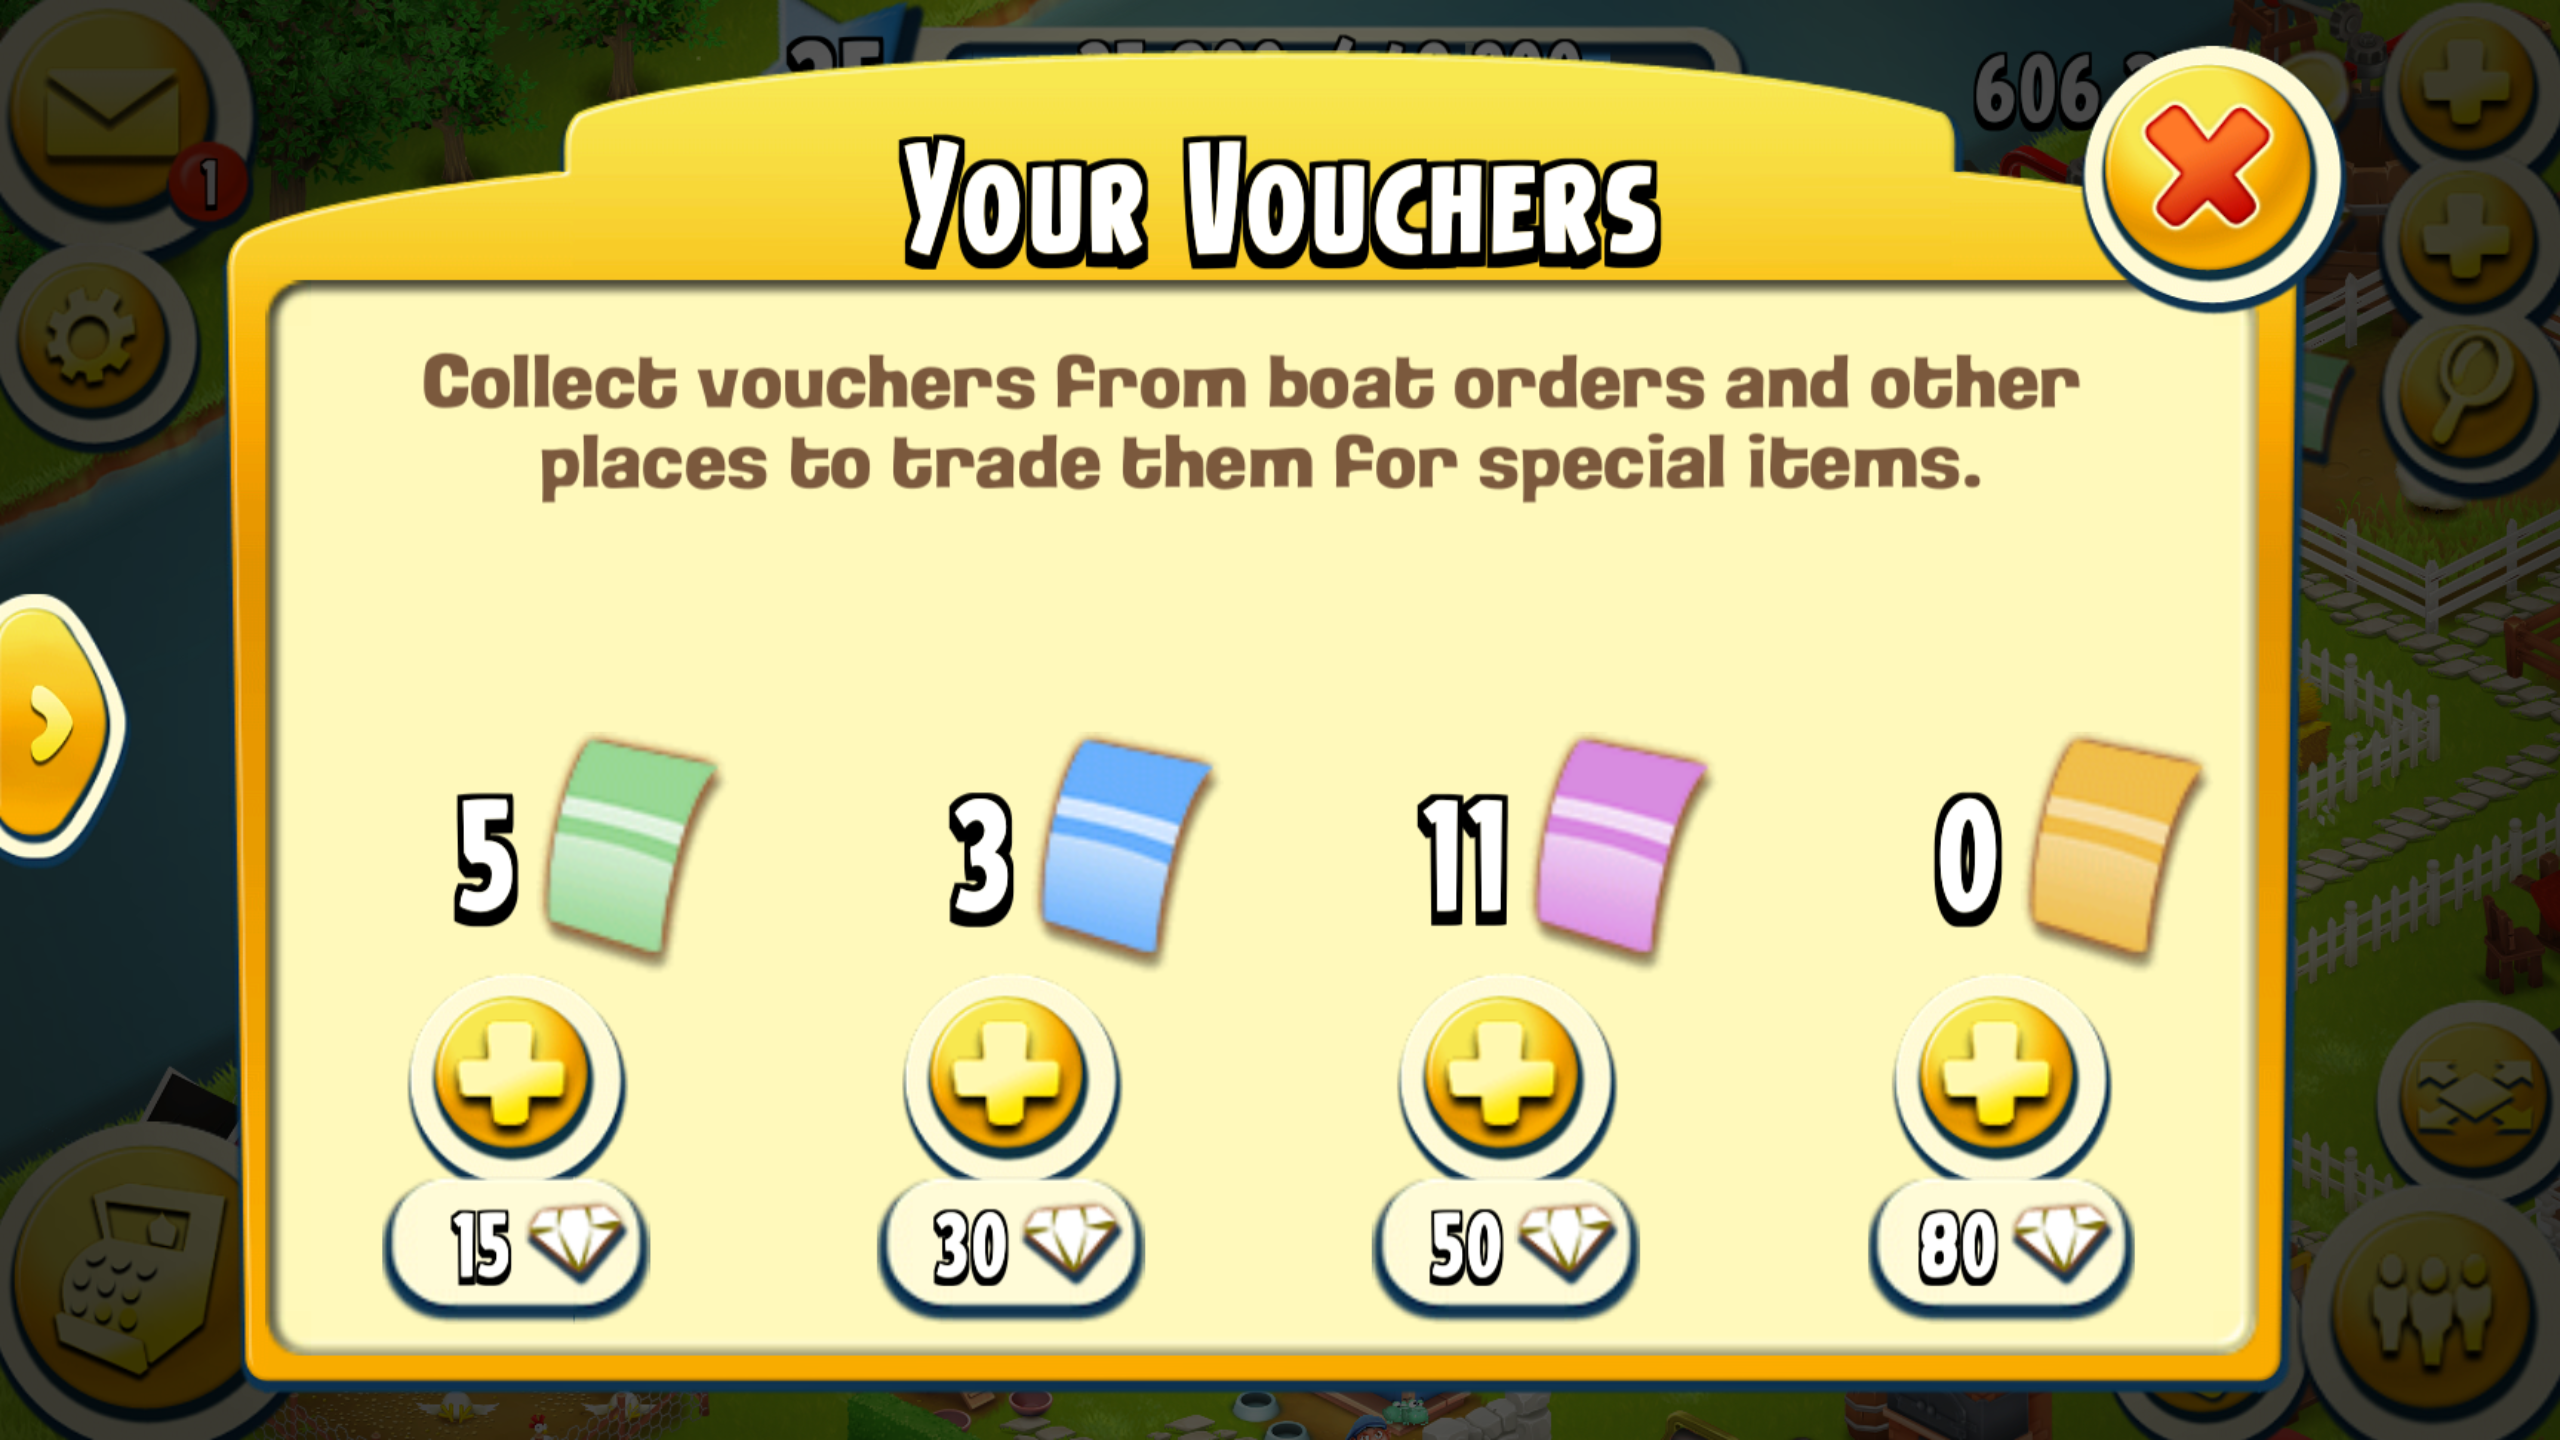 1
YOUR VOUCHERS
Collect vouchers from boat orders and other
places to trade them for special items.
5 3 11 0
15 30 50 80